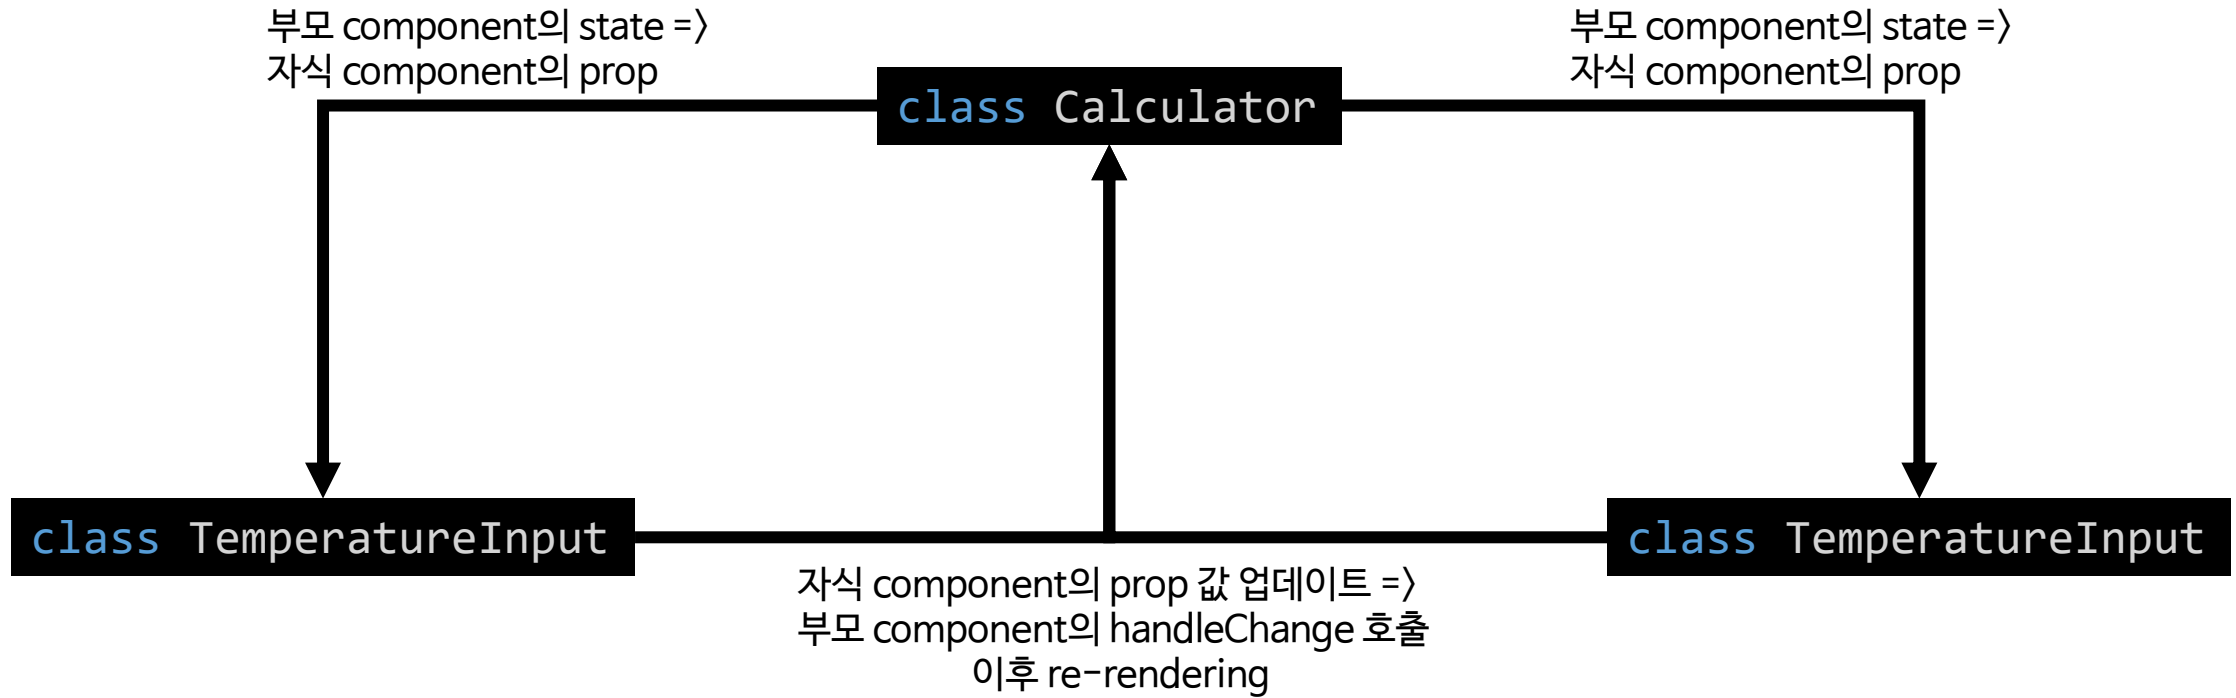 부모 component의 state =>
자식 component의 prop
부모 component의 state =>
자식 component의 prop
class Calculator
class TemperatureInput
class TemperatureInput
자식 component의 prop 값 업데이트 =>
부모 component의 handleChange 호출
이후 re-rendering